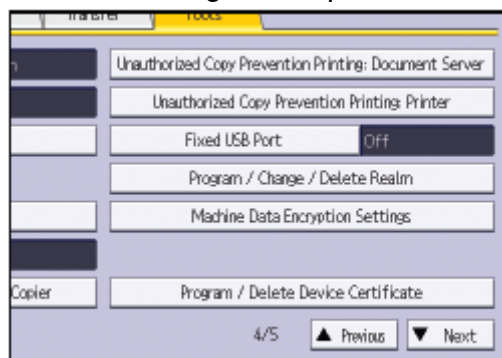 Tools
Unauthorized Copy Prevention Printing: Document Server
Unauthorized Copy Prevention Printing: Printer
Fixed USB Port Off
Program / Change / Delete Realm
Machine Data Encryption Settings
Copier Program / Delete Device Certificate
4/5 ▲ Previous ▼ Next